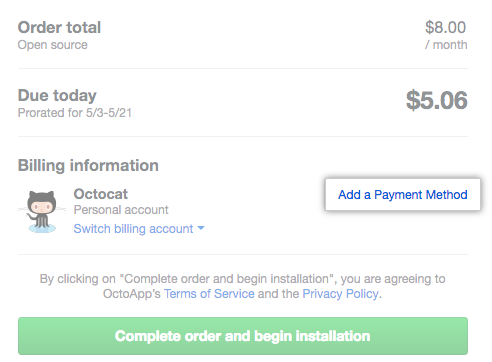 Order total $8.00
Open source / month
Due today $5.06
Prorated for 5/3-5/21
Billing information
Octocat
Personal account
Add a Payment Method
Switch billing account
By clicking on "Complete order and begin installation", you are agreeing to
OctoApp's Terms of Service and the Privacy Policy.
Complete order and begin installation